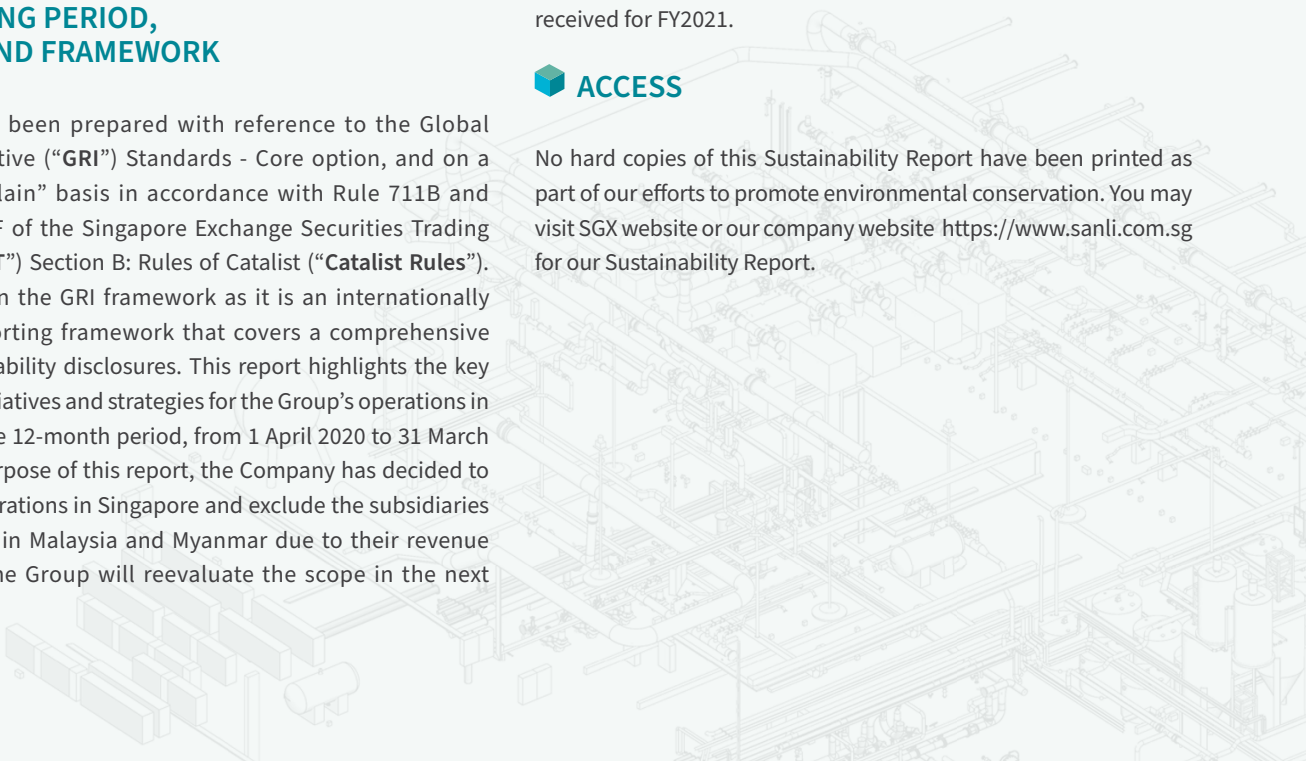 NG PERIOD,
ND FRAMEWORK
been prepared with reference to the Global
tive (“GRI”) Standards - Core option, and on a
lain” basis in accordance with Rule 711B and
F of the Singapore Exchange Securities Trading
T”) Section B: Rules of Catalist (“Catalist Rules”).
n the GRI framework as it is an internationally
orting framework that covers a comprehensive
ability disclosures. This report highlights the key
iatives and strategies for the Group’s operations in
e 12-month period, from 1 April 2020 to 31 March
rpose of this report, the Company has decided to
rations in Singapore and exclude the subsidiaries
in Malaysia and Myanmar due to their revenue
he Group will reevaluate the scope in the next
received for FY2021.
ACCESS
No hard copies of this Sustainability Report have been printed as
part of our efforts to promote environmental conservation. You may
visit SGX website or our company website https://www.sanli.com.sg
for our Sustainability Report.